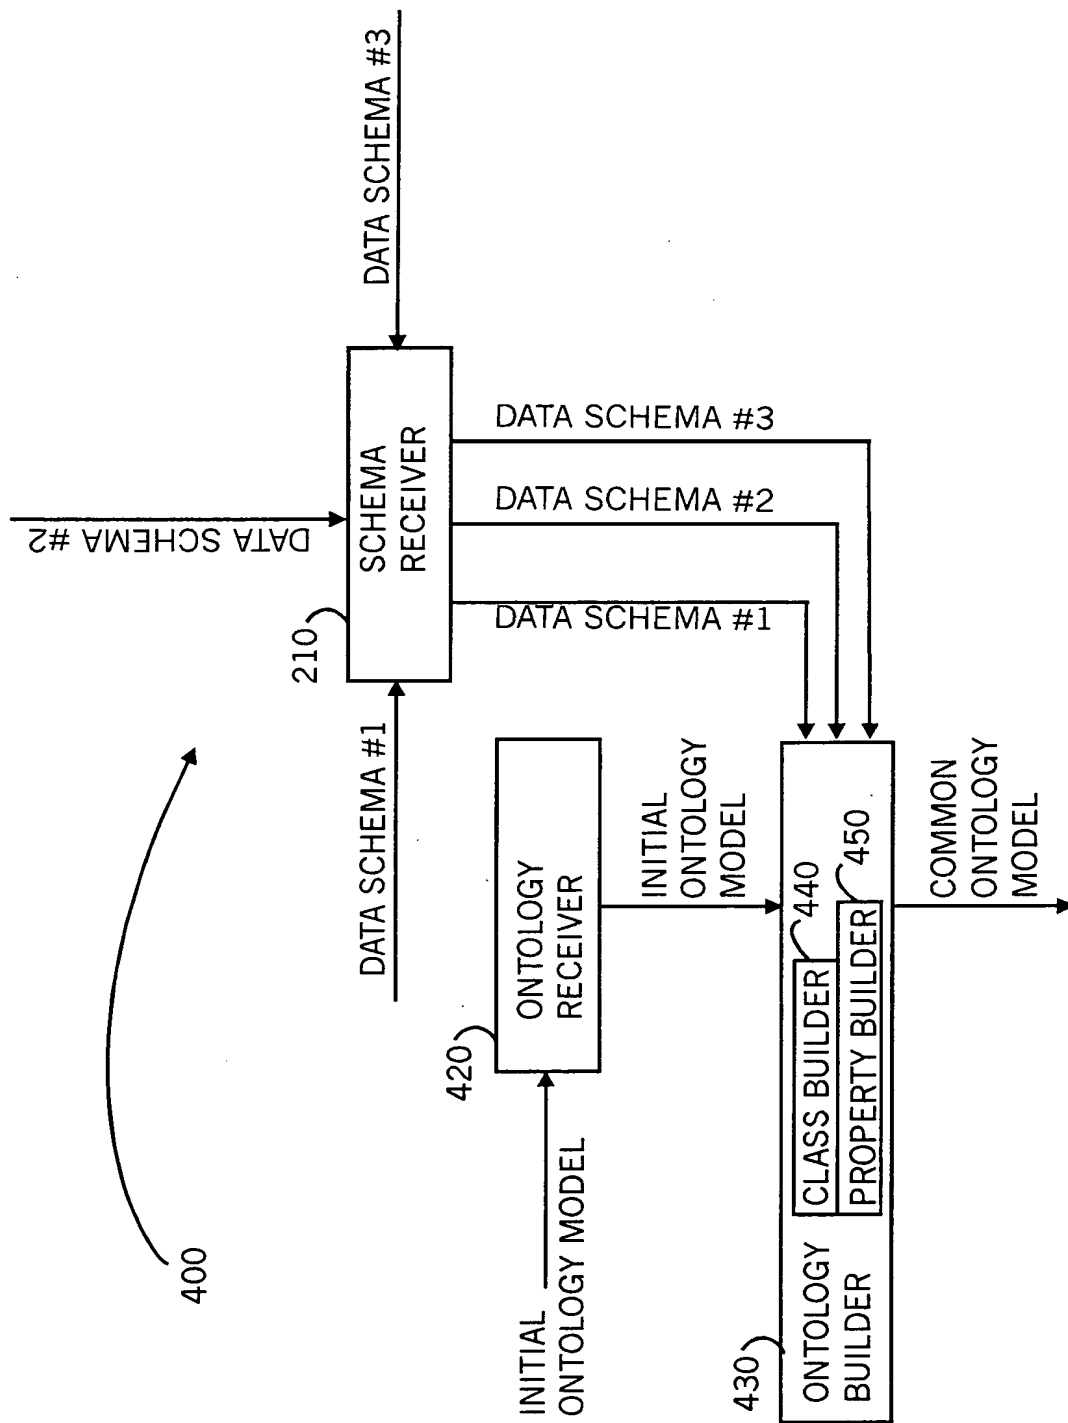 400
DATA SCHEMA #2
DATA SCHEMA #1
DATA SCHEMA #3
210
SCHEMA
RECEIVER
INITIAL
ONTOLOGY MODEL
420
ONTOLOGY
RECEIVER
DATA SCHEMA #1
DATA SCHEMA #2
DATA SCHEMA #3
INITIAL
ONTOLOGY
MODEL
430
ONTOLOGY
BUILDER
CLASS BUILDER
440
PROPERTY BUILDER
450
COMMON
ONTOLOGY
MODEL